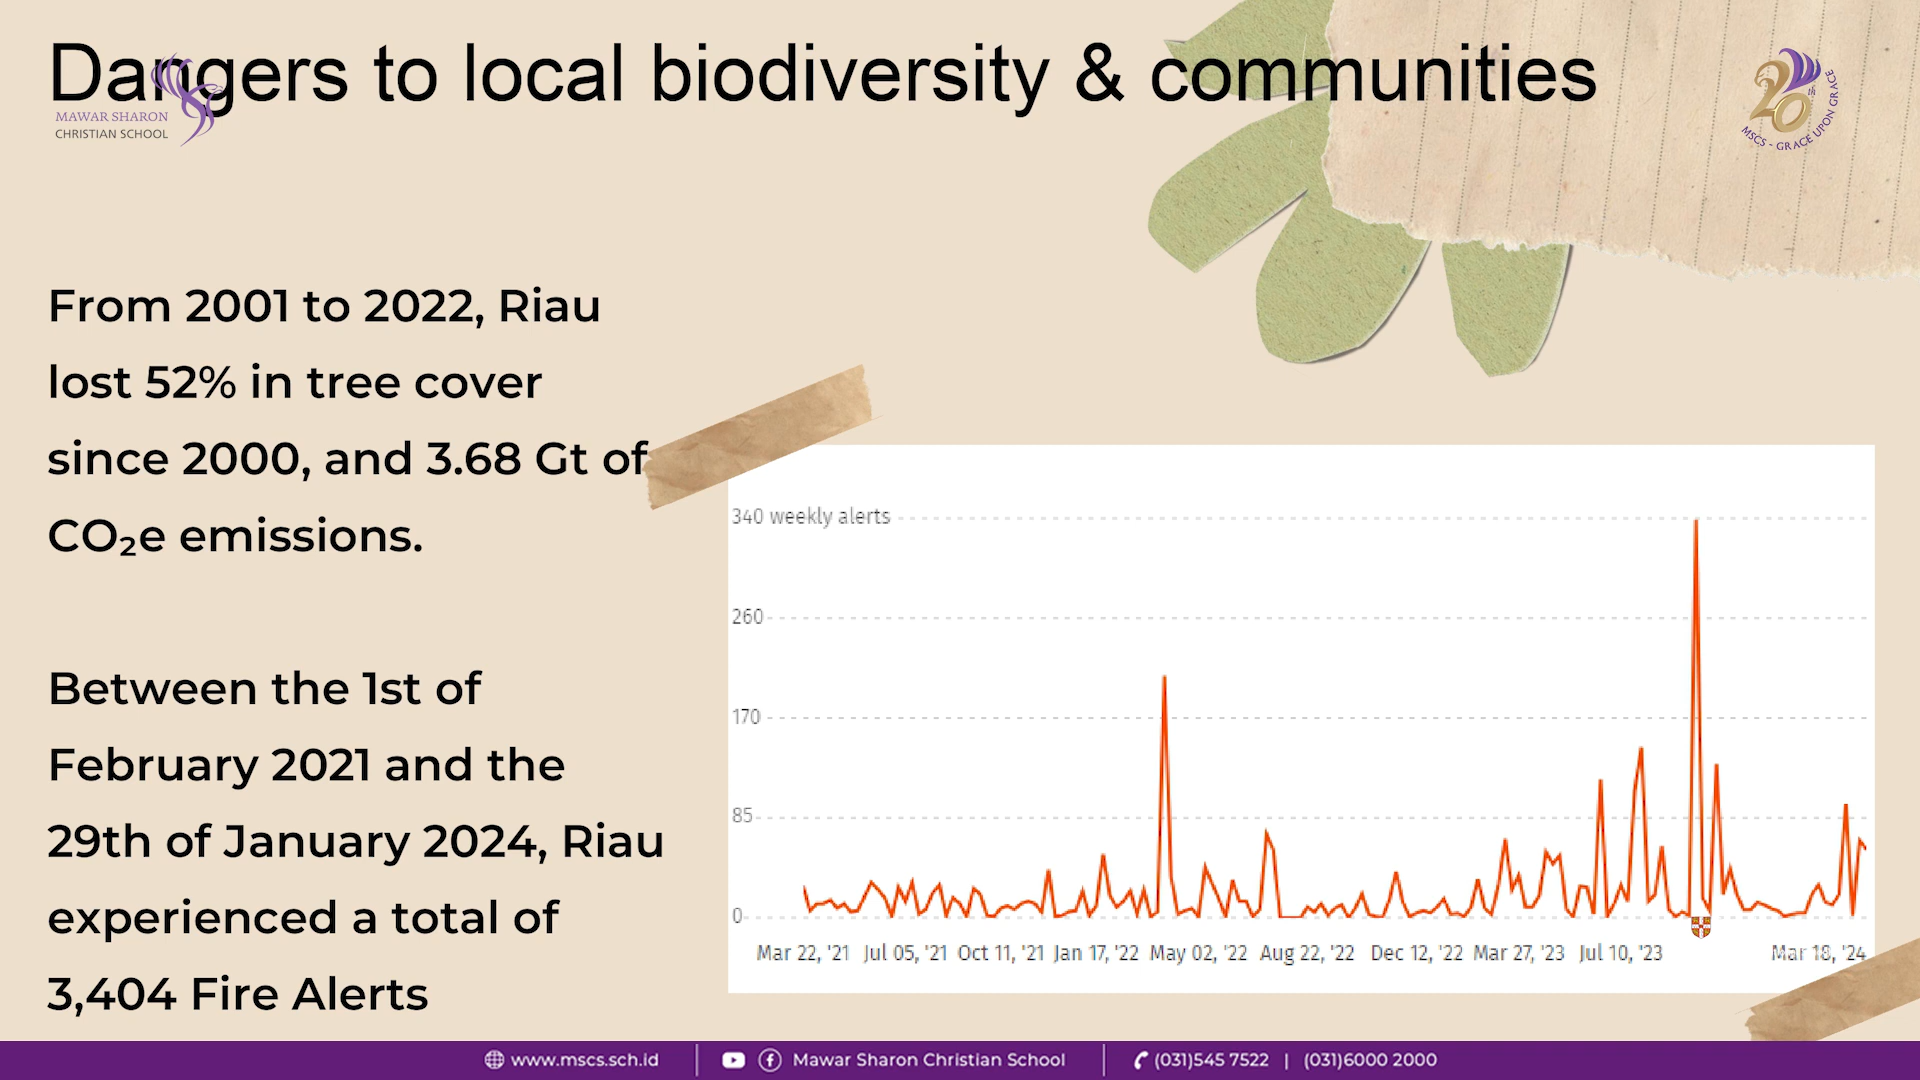 Dangers to local biodiversity & communities
MAWAR SHARON
CHRISTIAN SCHOOL
20th
MSCS - GRACE UPON GRACE
From 2001 to 2022, Riau
lost 52% in tree cover
since 2000, and 3.68 Gt of
CO₂e emissions.
Between the 1st of
February 2021 and the
29th of January 2024, Riau
experienced a total of
3,404 Fire Alerts
340 weekly alerts
260
170
85
0
Mar 22, '21 Jul 05, '21 Oct 11, '21 Jan 17, '22 May 02, '22 Aug 22, '22 Dec 12, '22 Mar 27, '23 Jul 10, '23 Mar 18, '24
www.mscs.sch.id | Mawar Sharon Christian School | (031)545 7522 | (031)6000 2000